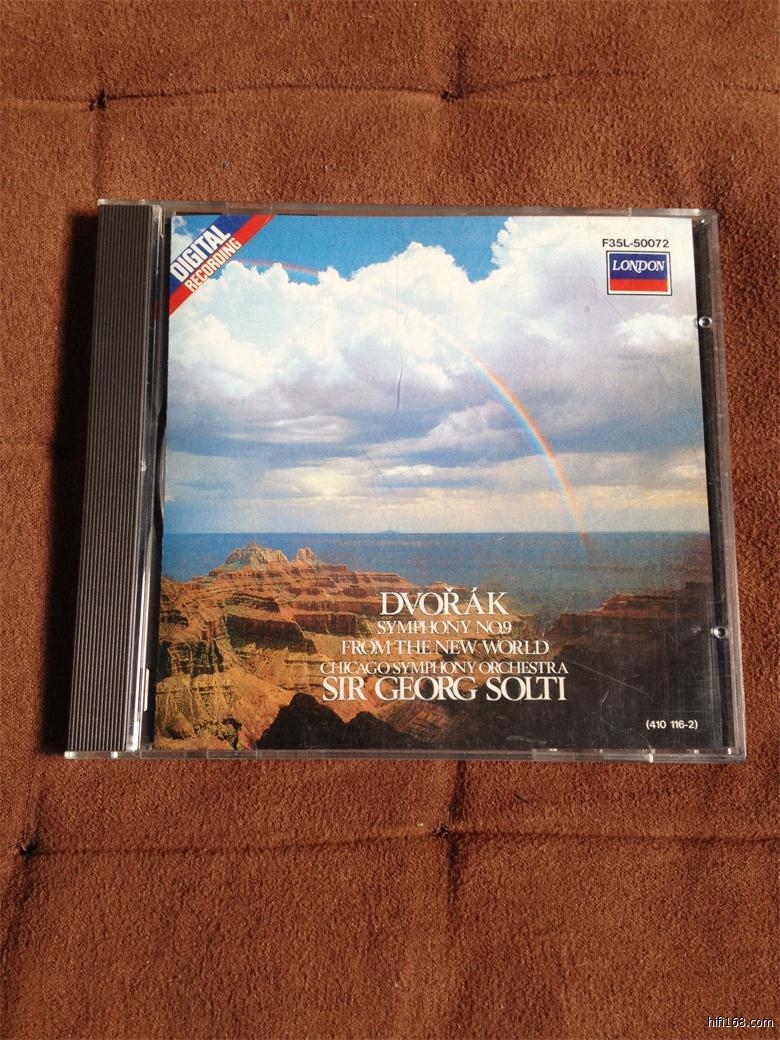 DIGITAL
RECORDING
F35L-50072
LONDON
DVOŘÁK
SYMPHONY NO.9
FROM THE NEW WORLD
CHICAGO SYMPHONY ORCHESTRA
SIR GEORG SOLTI
(410 116-2)
hifi168.com